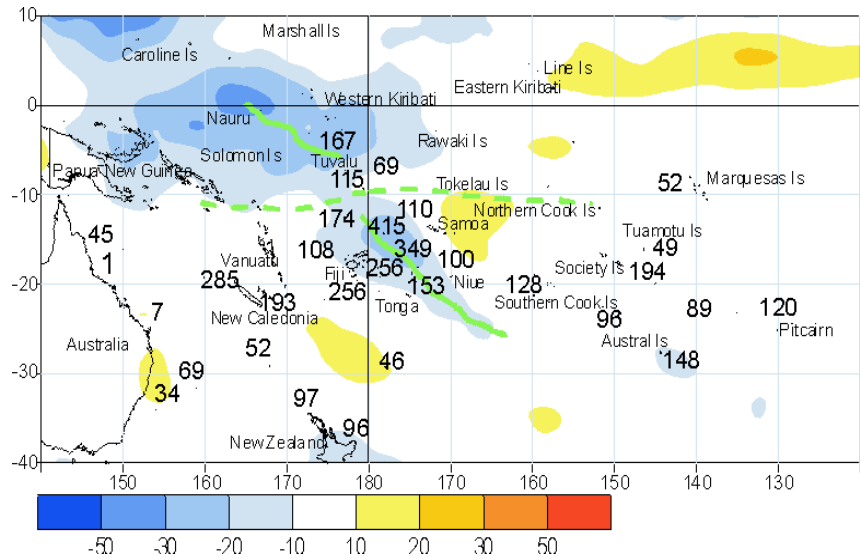 10
Marshall Is
Caroline Is
Line Is
Eastern Kiribati
Western Kiribati
0
Nauru
167
Rawaki Is
Solomon Is
Tuvalu
69
Papua New Guinea
115
Tokelau Is
52
Marquesas Is
-10
174
110
Northern Cook Is
415
Samoa
Tuamotu Is
45
108
349
49
1
Vanuatu
100
256
Society Is
194
285
Fiji
153
Niue
128
-20
256
193
Tonga
Southern Cook Is
89
120
7
New Caledonia
96
Pitcairn
Australia
52
46
Austral Is
148
-30
69
34
97
96
New Zealand
-40
150 160 170 180 170 160 150 140 130
-50 -30 -20 -10 10 20 30 50